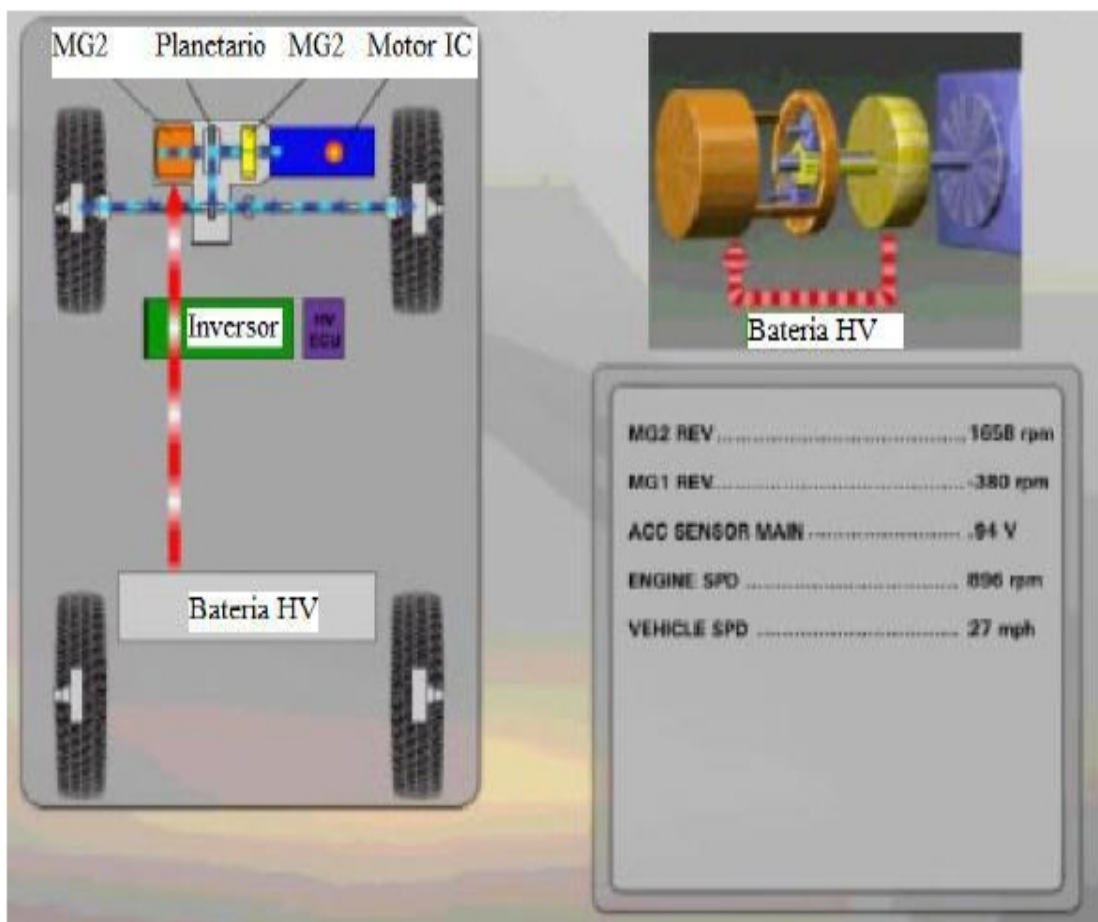 MG2 Planetario MG2 Motor IC
Inversor
HV
ECU
Bateria HV
Bateria HV
MG2 REV 1658 rpm
MG1 REV -380 rpm
ACC SENSOR MAIN .94 V
ENGINE SPD 896 rpm
VEHICLE SPD 27 mph